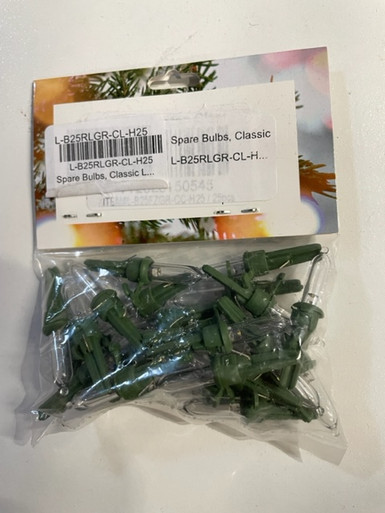 L-B25RLGR-CL-H25
L-B25RLGR-CL-H25
Spare Bulbs, Classic L...
Spare Bulbs, Classic
L-B25RLGR-CL-H...